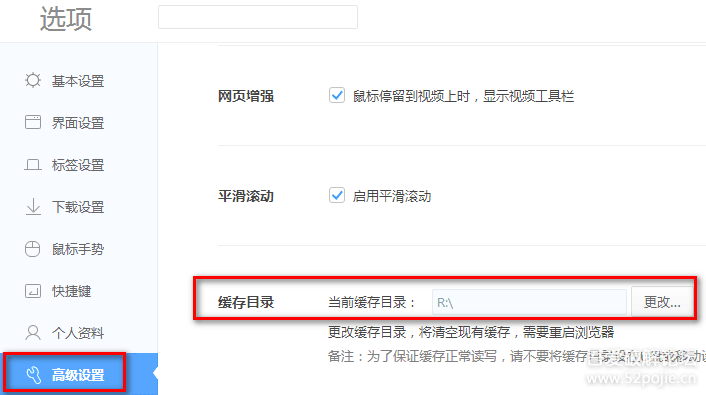 选项
基本设置
界面设置
标签设置
下载设置
鼠标手势
快捷键
个人资料
高级设置
网页增强
鼠标停留到视频上时，显示视频工具栏
平滑滚动
启用平滑滚动
缓存目录 当前缓存目录： R:\ 更改...
更改缓存目录，将清空现有缓存，需要重启浏览器
备注：为了保证缓存正常读写，请不要将缓存目录设
www.52pojie.cn